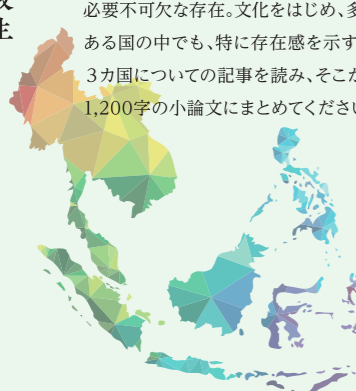 生
必要不可欠な存在。文化をはじめ、多
ある国の中でも、特に存在感を示す
３カ国についての記事を読み、そこか
1,200字の小論文にまとめてください